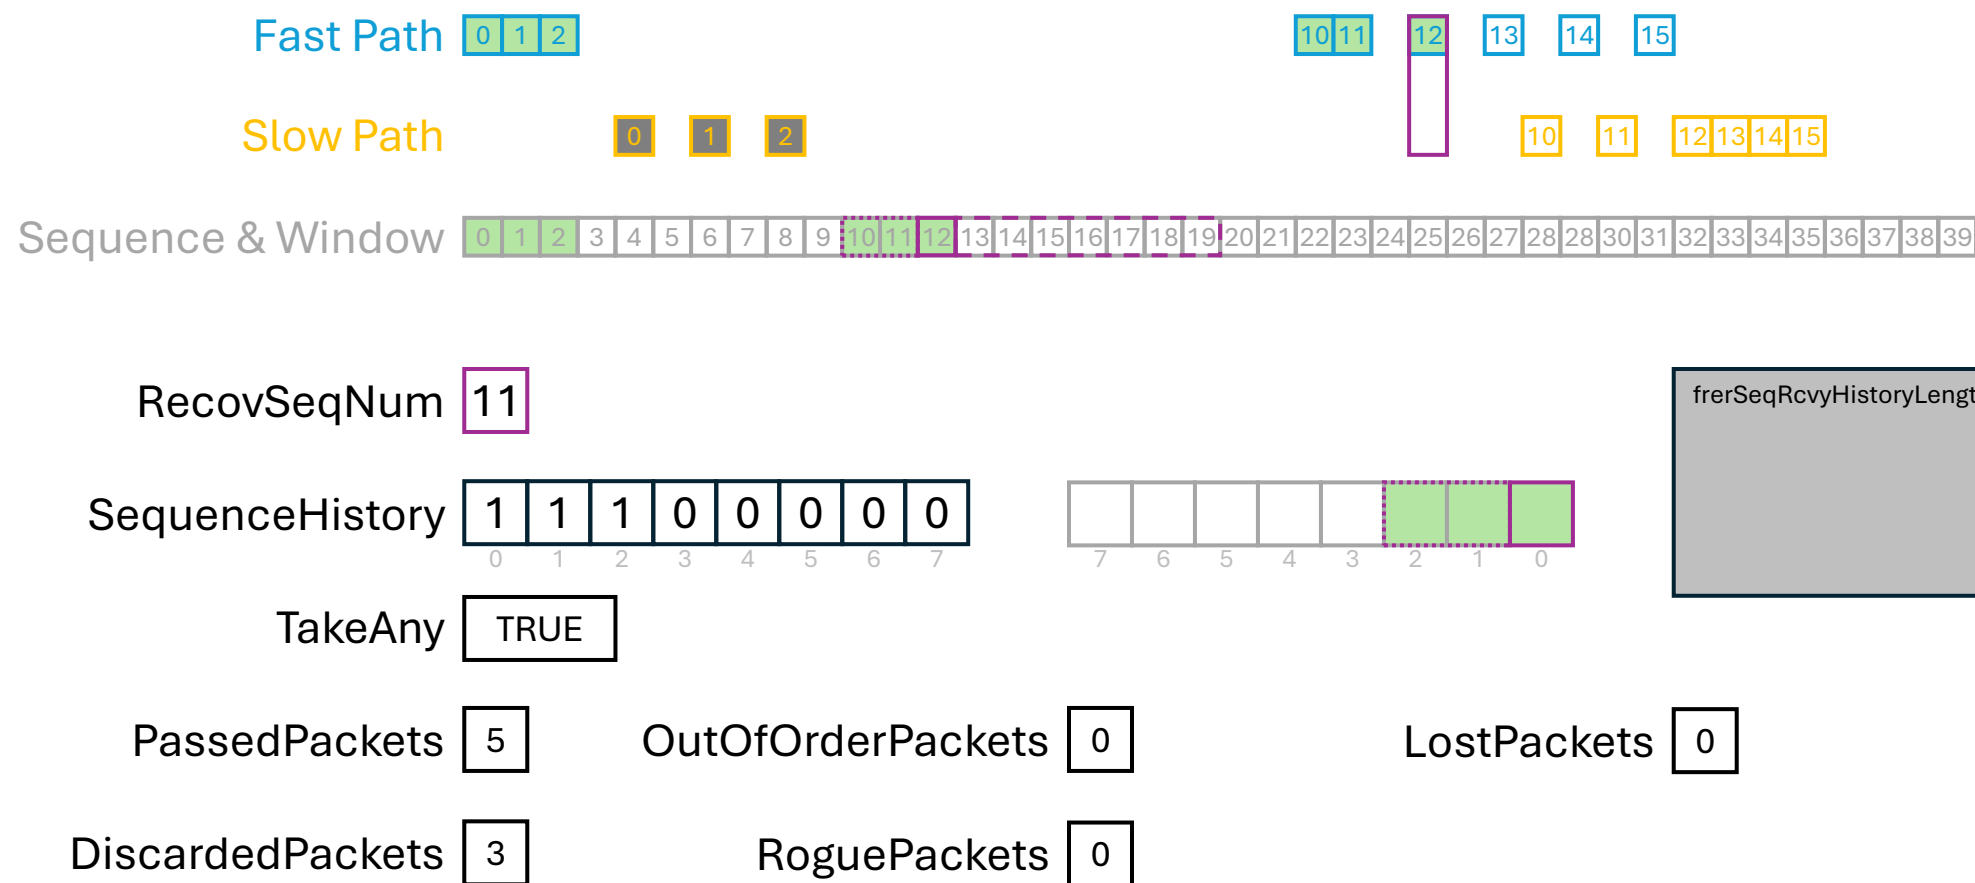 Fast Path 0 1 2 10 11 12 13 14 15
Slow Path 0 1 2 10 11 12 13 14 15
Sequence & Window 0 1 2 3 4 5 6 7 8 9 10 11 12 13 14 15 16 17 18 19 20 21 22 23 24 25 26 27 28 28 30 31 32 33 34 35 36 37 38 39
RecovSeqNum 11
frerSeqRcvyHistoryLengt
SequenceHistory 1 1 1 0 0 0 0 0
0 1 2 3 4 5 6 7 7 6 5 4 3 2 1 0
TakeAny TRUE
PassedPackets 5 OutOfOrderPackets 0 LostPackets 0
DiscardedPackets 3 RoguePackets 0